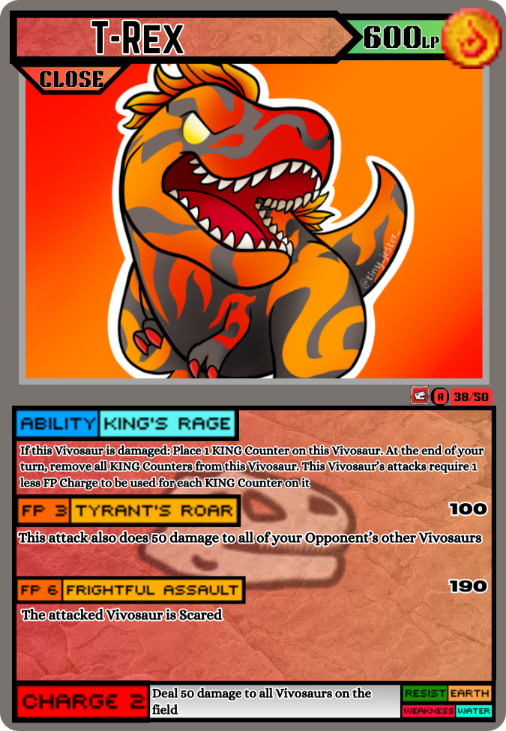 T-Rex
600LP
CLOSE
@tiny_jester_
A 38/50
ABILITY KING'S RAGE
If this Vivosaur is damaged: Place 1 KING Counter on this Vivosaur. At the end of your
turn, remove all KING Counters from this Vivosaur. This Vivosaur's attacks require 1
less FP Charge to be used for each KING Counter on it
FP 3 TYRANT'S ROAR 100
This attack also does 50 damage to all of your Opponent's other Vivosaurs
FP 6 FRIGHTFUL ASSAULT 190
The attacked Vivosaur is Scared
CHARGE 2 Deal 50 damage to all Vivosaurs on the
field
RESIST EARTH
WEAKNESS WATER